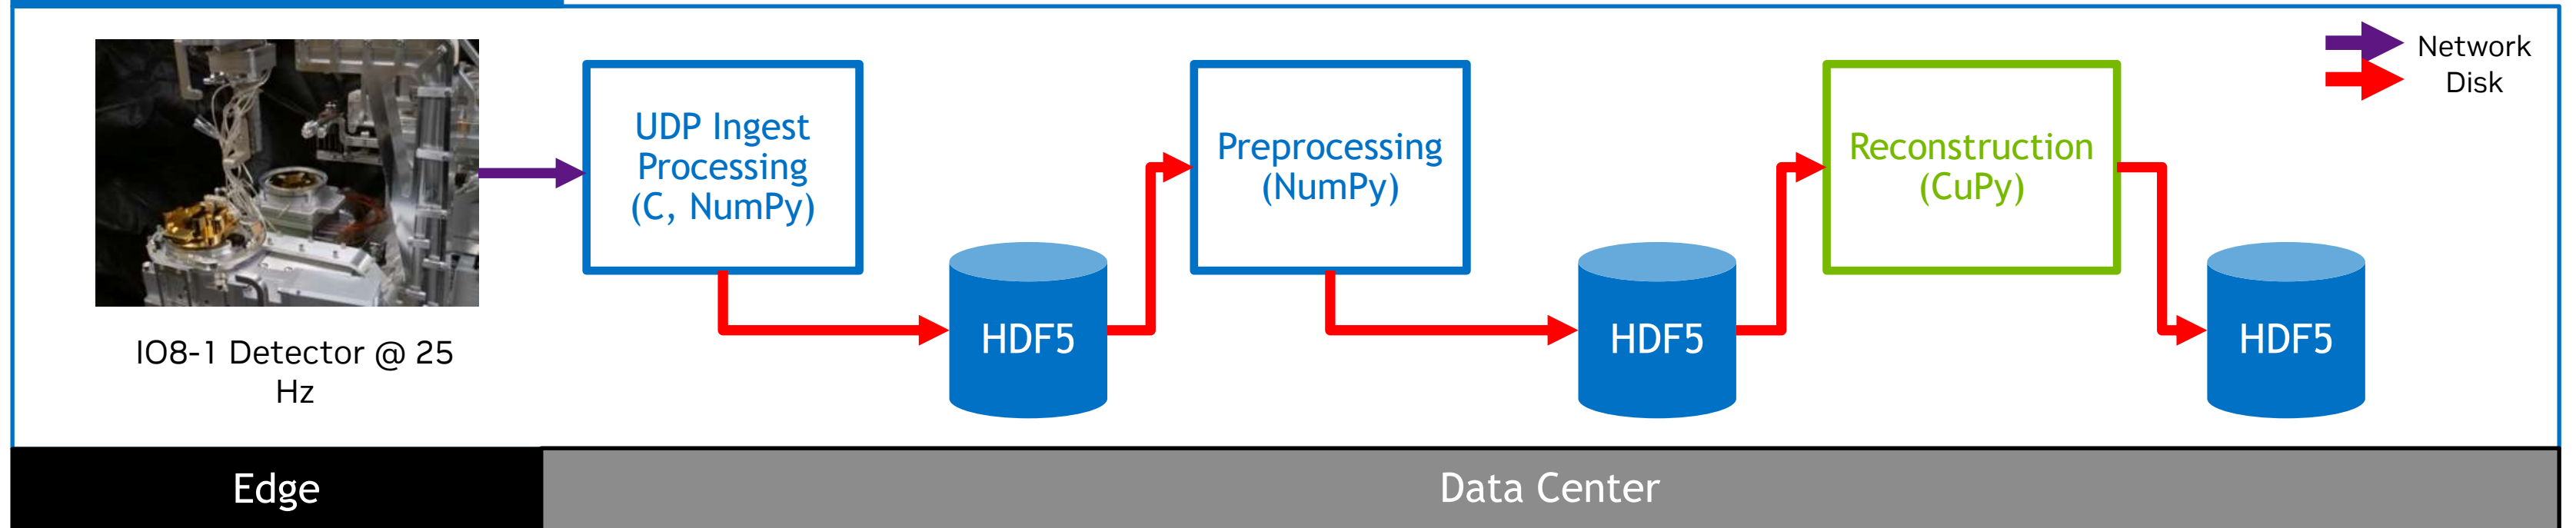 Network
Disk
UDP Ingest
Processing
(C, NumPy)
Preprocessing
(NumPy)
Reconstruction
(CuPy)
HDF5
HDF5
HDF5
I08-1 Detector @ 25
Hz
Edge
Data Center